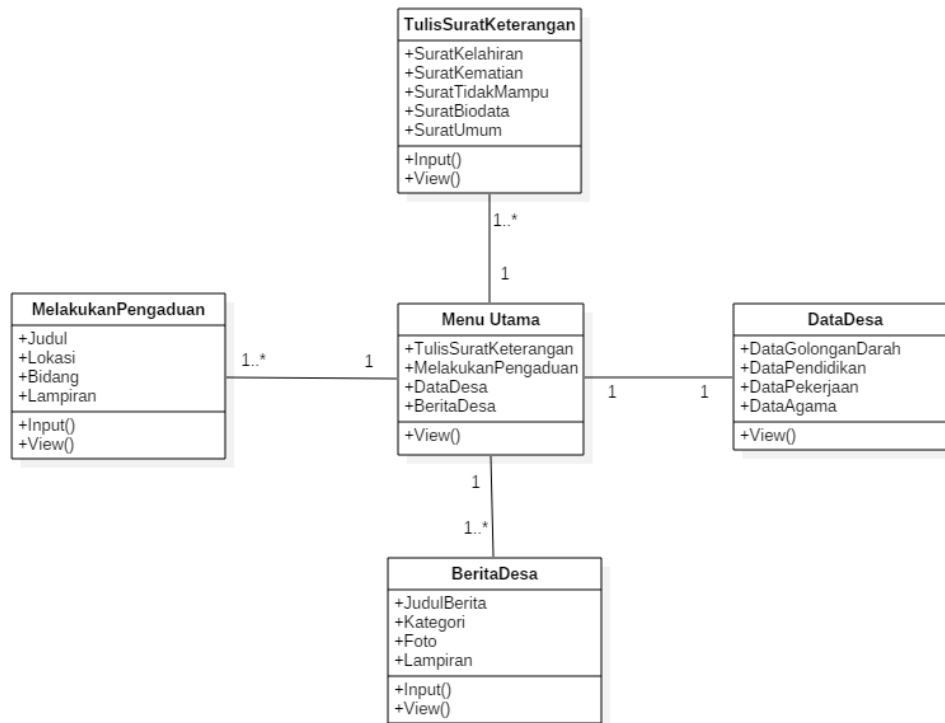 TulisSuratKeterangan
+SuratKelahiran
+SuratKematian
+SuratTidakMampu
+SuratBiodata
+SuratUmum
+Input()
+View()
1..*
1
MelakukanPengaduan
+Judul
+Lokasi
+Bidang
+Lampiran
+Input()
+View()
1..*
1
Menu Utama
+TulisSuratKeterangan
+MelakukanPengaduan
+DataDesa
+BeritaDesa
+View()
1
1
DataDesa
+DataGolonganDarah
+DataPendidikan
+DataPekerjaan
+DataAgama
+View()
1
1..*
BeritaDesa
+JudulBerita
+Kategori
+Foto
+Lampiran
+Input()
+View()